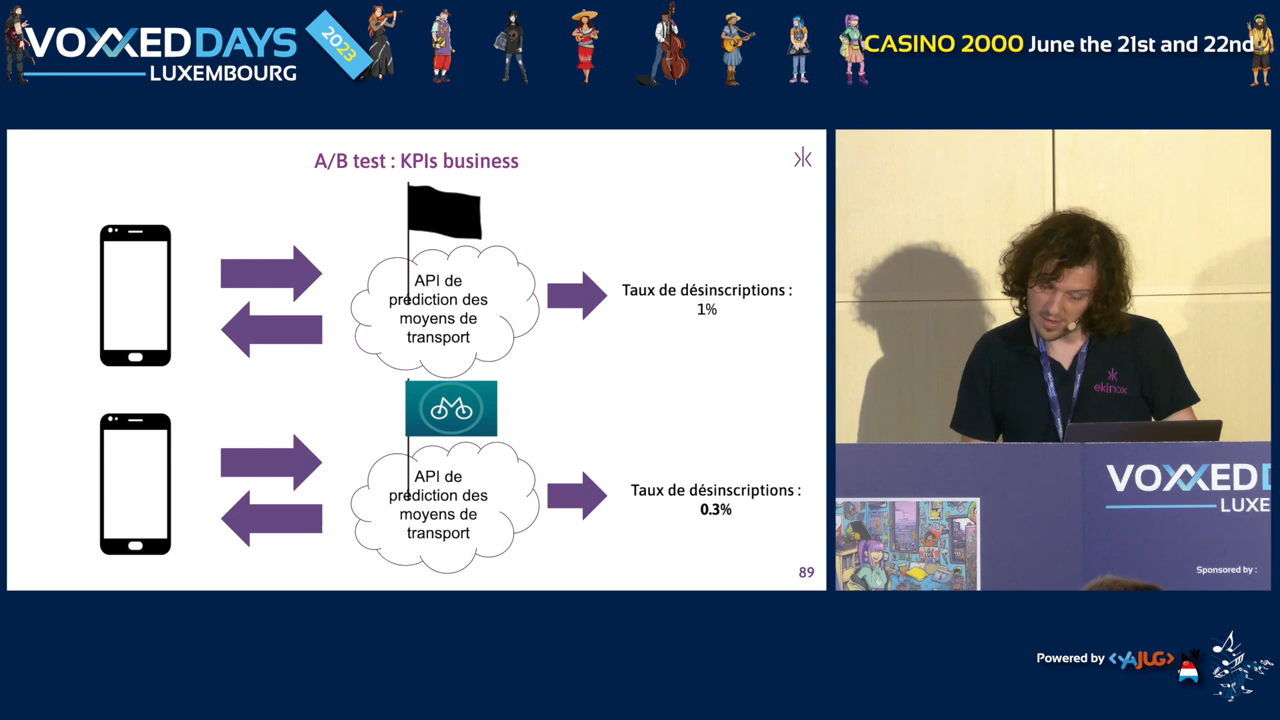 VOXXED DAYS
LUXEMBOURG
2023
CASINO 2000 June the 21st and 22nd
A/B test : KPIs business
API de
prédiction des
moyens de
transport
Taux de désinscriptions :
1%
API de
prédiction des
moyens de
transport
Taux de désinscriptions :
0.3%
89
ekinox
VOXXED D
LUXE
Sponsored by :
Powered by <YAJUG>